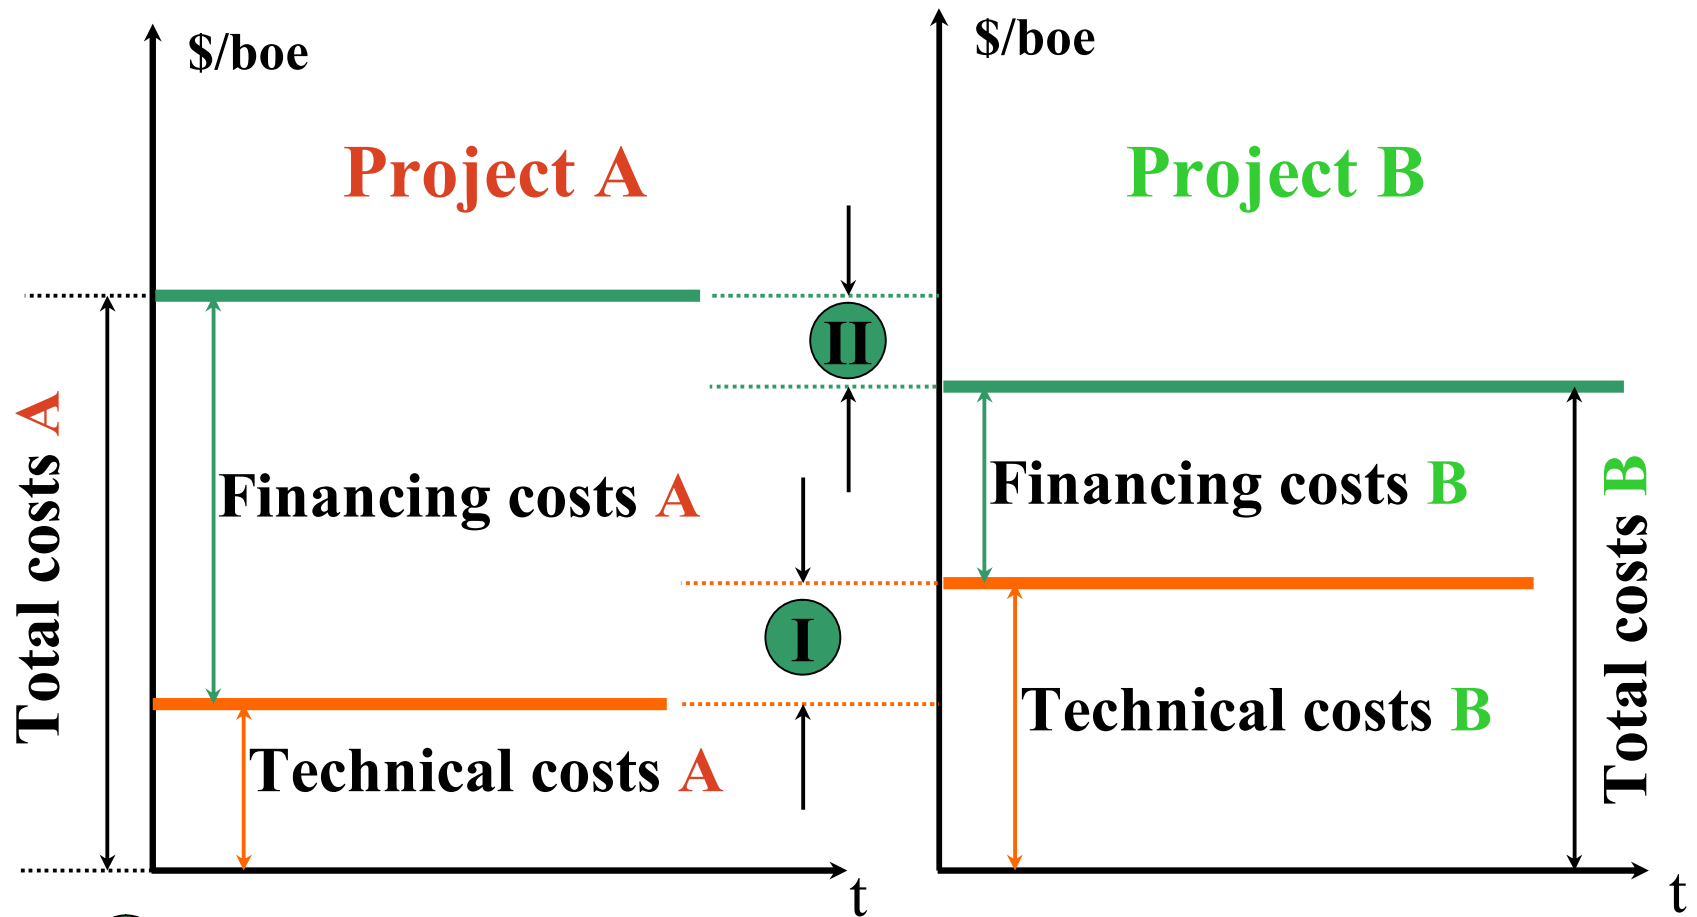 $/boe
$/boe
Project A
Project B
II
Total costs A
Financing costs A
Financing costs B
Total costs B
I
Technical costs B
Technical costs A
t
t